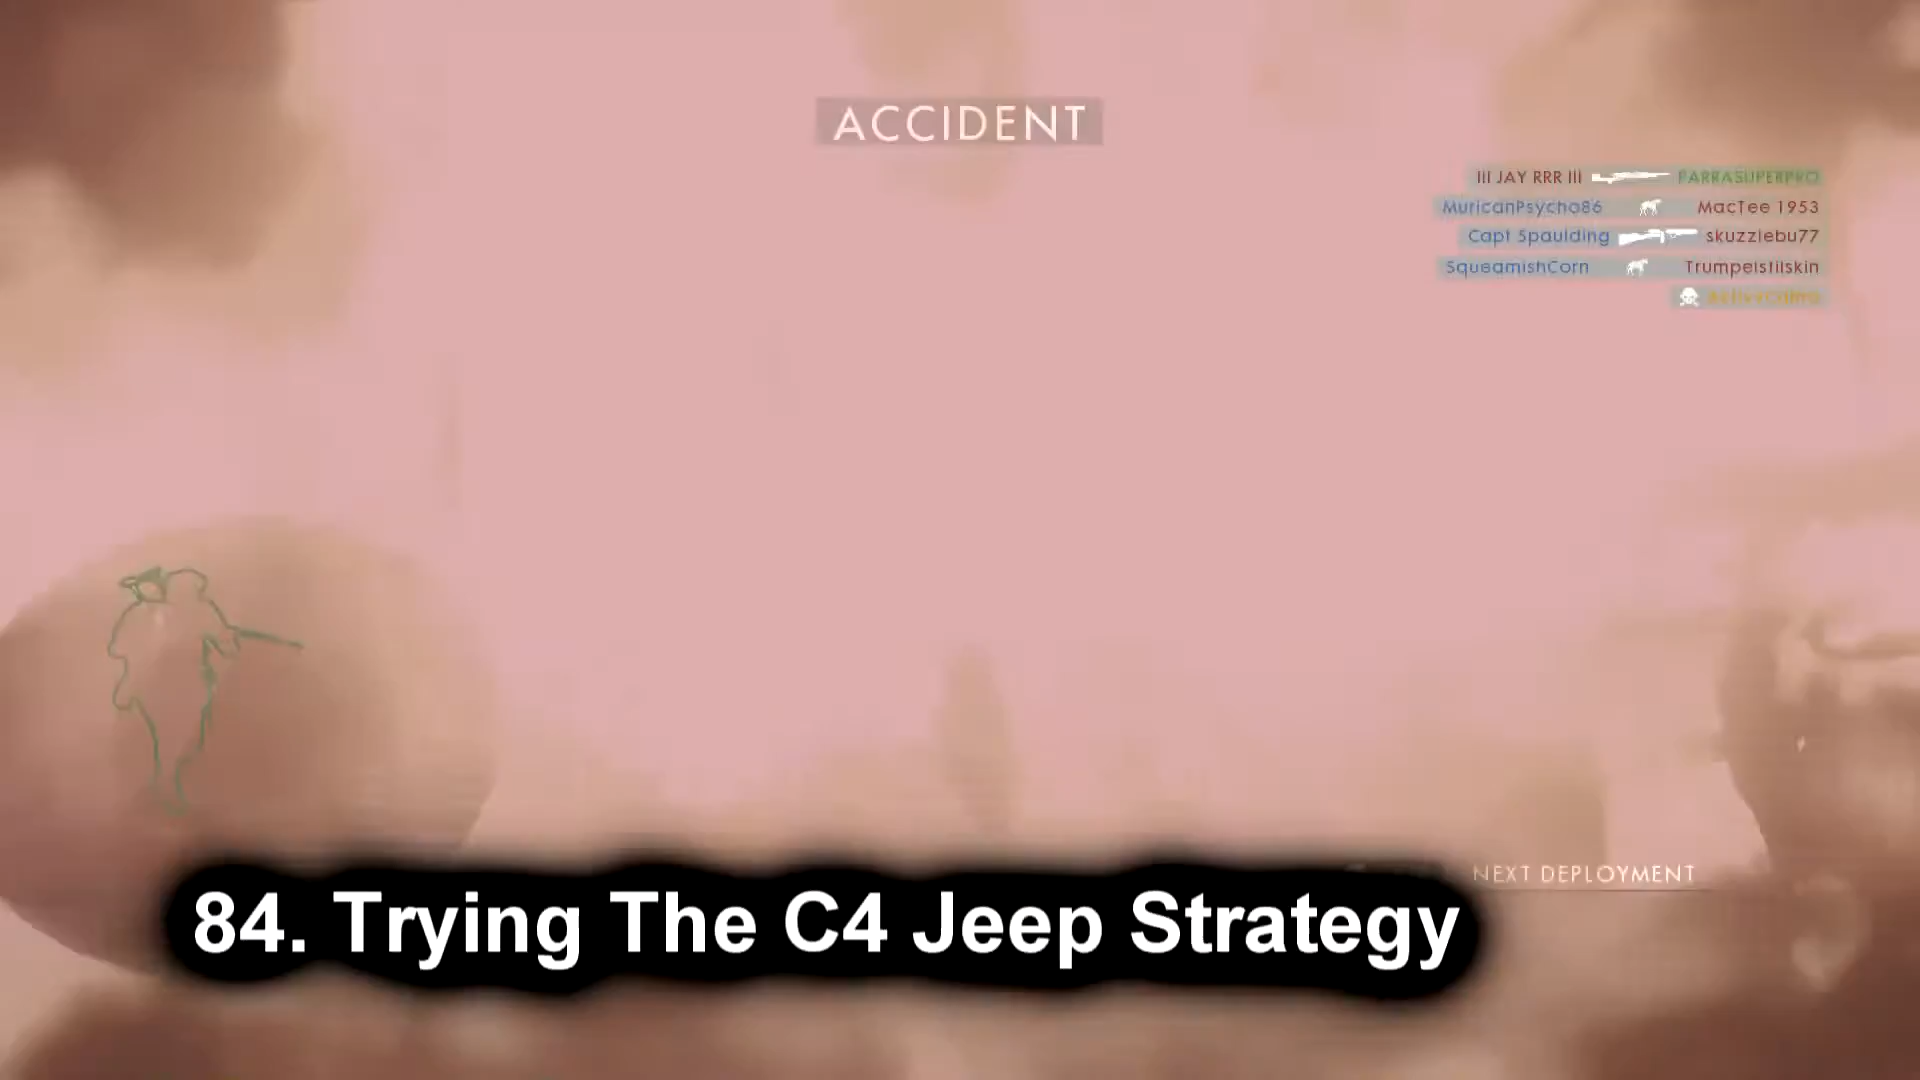 ACCIDENT
III JAY RRR III PARRASUPERPRO
MuricanPsycho86 MacTee 1953
Capt Spaulding skuzzlebu77
SqueamishCorn Trumpelstilskin
NEXT DEPLOYMENT
84. Trying The C4 Jeep Strategy